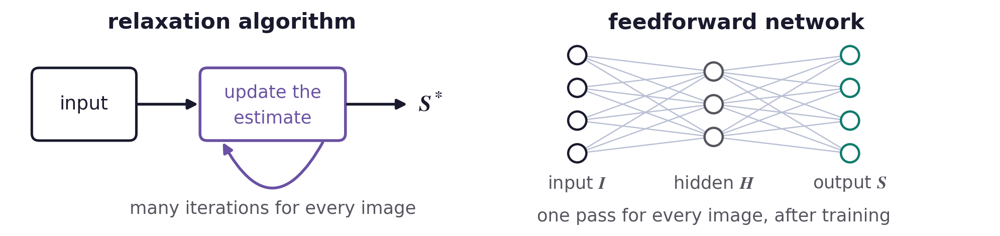 relaxation algorithm
input
update the
estimate
S*
many iterations for every image
feedforward network
input I
hidden H
output S
one pass for every image, after training